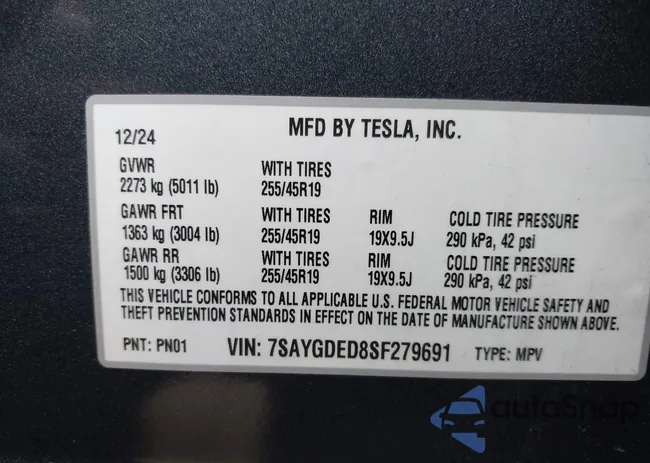 MFD BY TESLA, INC.
12/24
GVWR WITH TIRES
2273 kg (5011 lb) 255/45R19
GAWR FRT WITH TIRES RIM COLD TIRE PRESSURE
1363 kg (3004 lb) 255/45R19 19X9.5J 290 kPa, 42 psi
GAWR RR WITH TIRES RIM COLD TIRE PRESSURE
1500 kg (3306 lb) 255/45R19 19X9.5J 290 kPa, 42 psi
THIS VEHICLE CONFORMS TO ALL APPLICABLE U.S. FEDERAL MOTOR VEHICLE SAFETY AND
THEFT PREVENTION STANDARDS IN EFFECT ON THE DATE OF MANUFACTURE SHOWN ABOVE.
PNT: PN01 VIN: 7SAYGDED8SF279691 TYPE: MPV
autoSnap